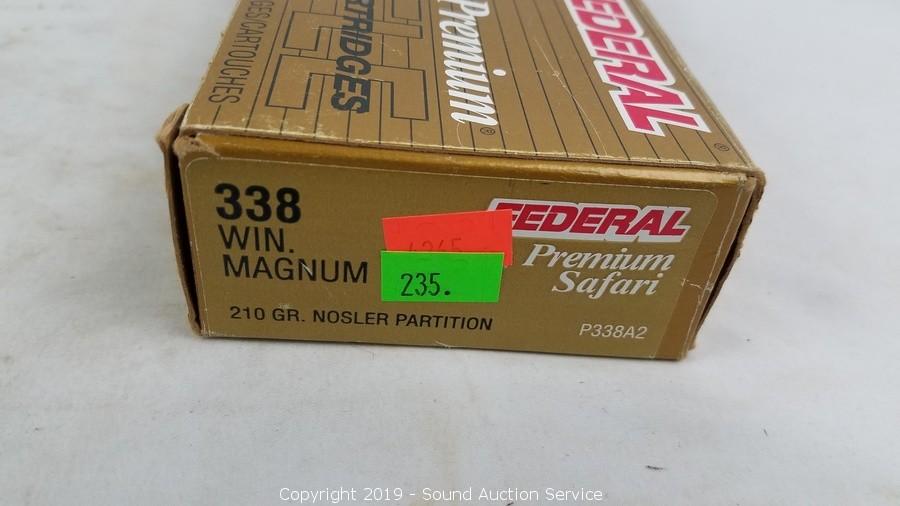 FEDERAL®
Premium®
CARTRIDGES/CARTOUCHES
338
WIN.
MAGNUM
210 GR. NOSLER PARTITION
235.
FEDERAL
Premium
Safari
P338A2
Copyright 2019 - Sound Auction Service